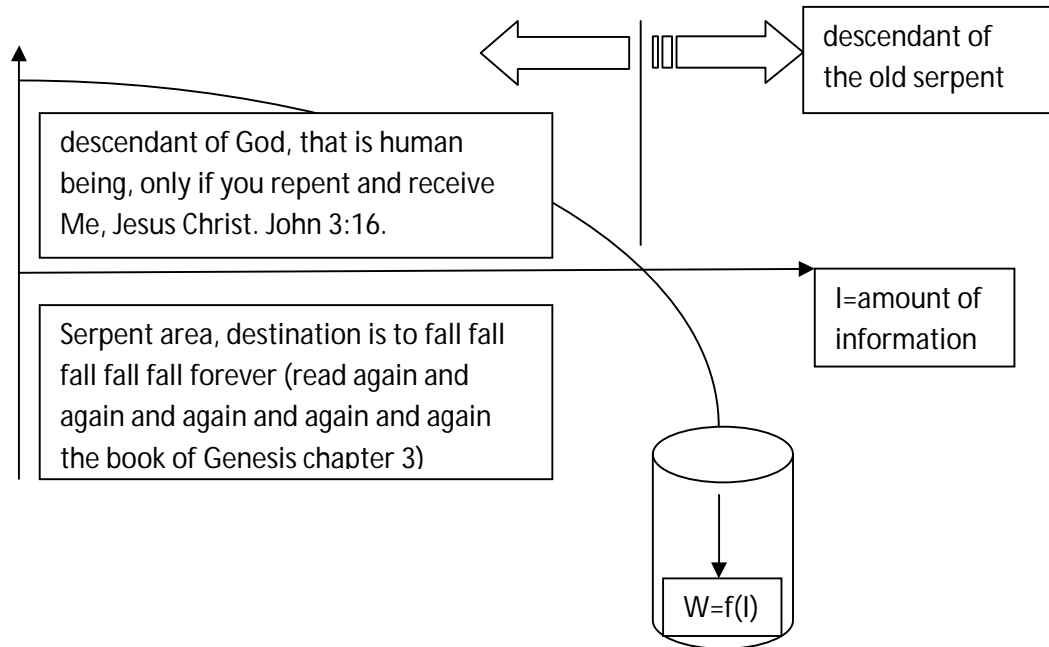 descendant of
the old serpent
descendant of God, that is human
being, only if you repent and receive
Me, Jesus Christ. John 3:16.
I=amount of
information
Serpent area, destination is to fall fall
fall fall fall forever (read again and
again and again and again and again
the book of Genesis chapter 3)
W=f(I)